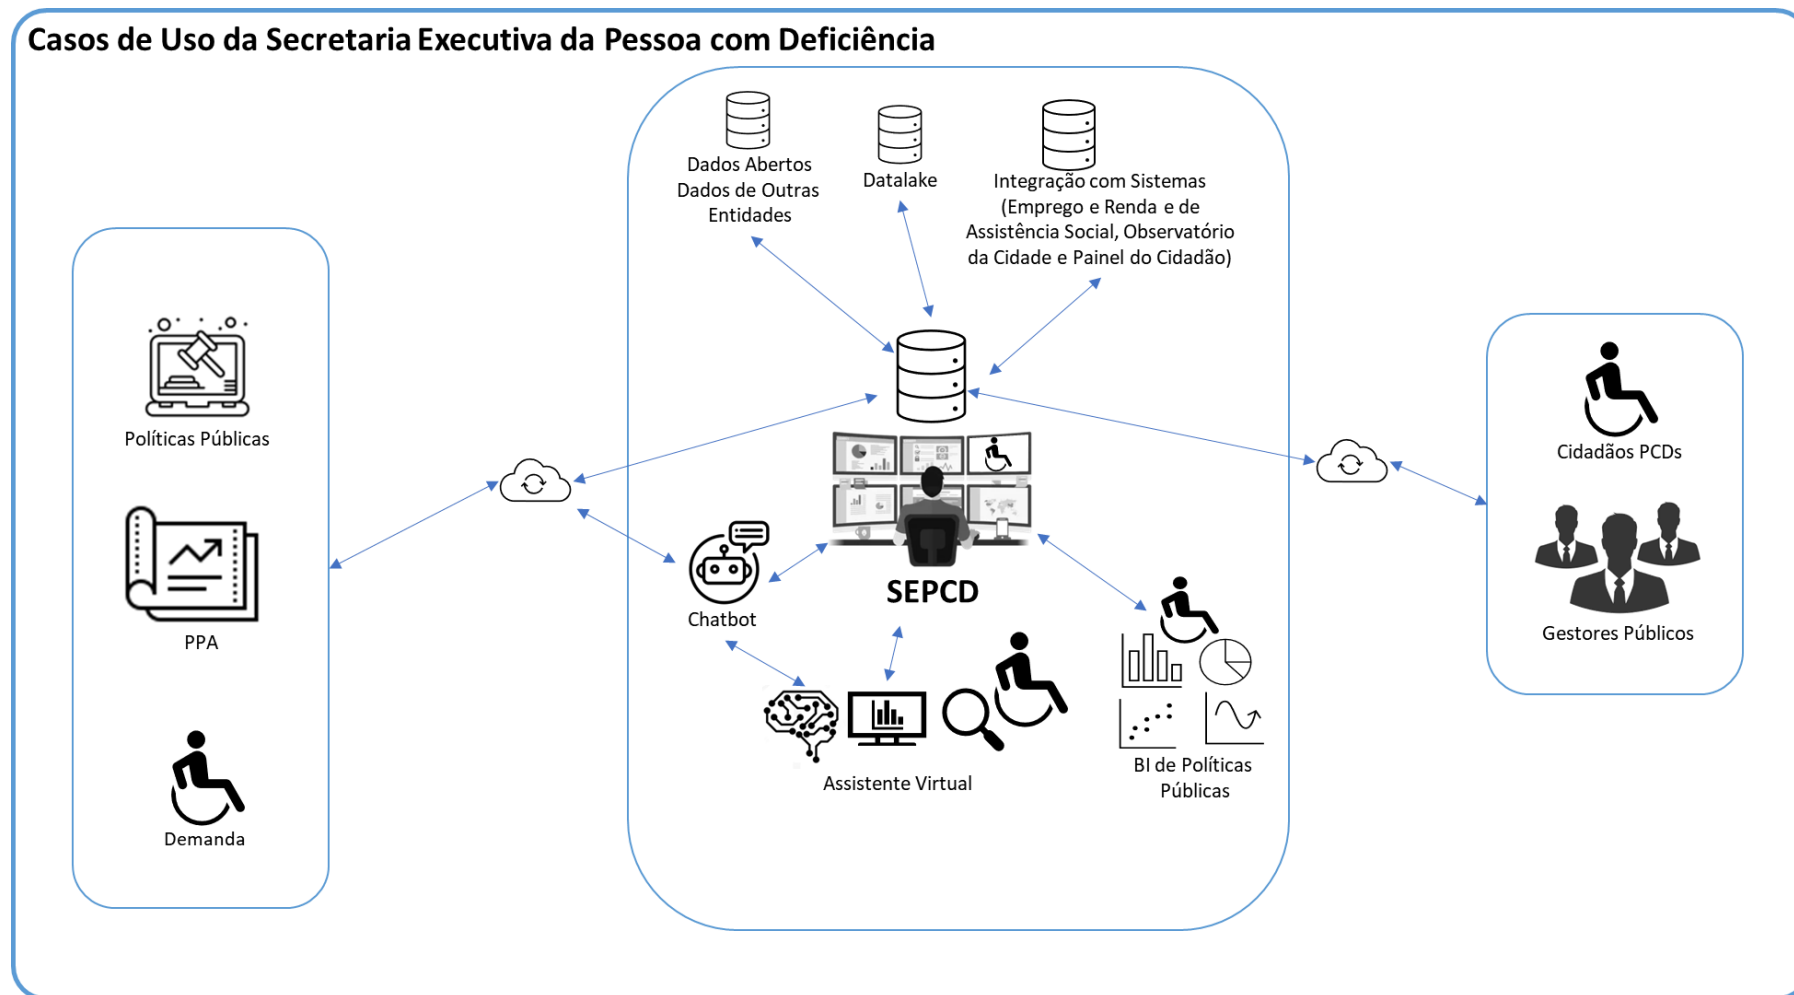 Casos de Uso da Secretaria Executiva da Pessoa com Deficiência
Políticas Públicas
PPA
Demanda
Dados Abertos
Dados de Outras
Entidades
Datalake
Integração com Sistemas
(Emprego e Renda e de
Assistência Social, Observatório
da Cidade e Painel do Cidadão)
SEPCD
Chatbot
Assistente Virtual
BI de Políticas
Públicas
Cidadãos PCDs
Gestores Públicos